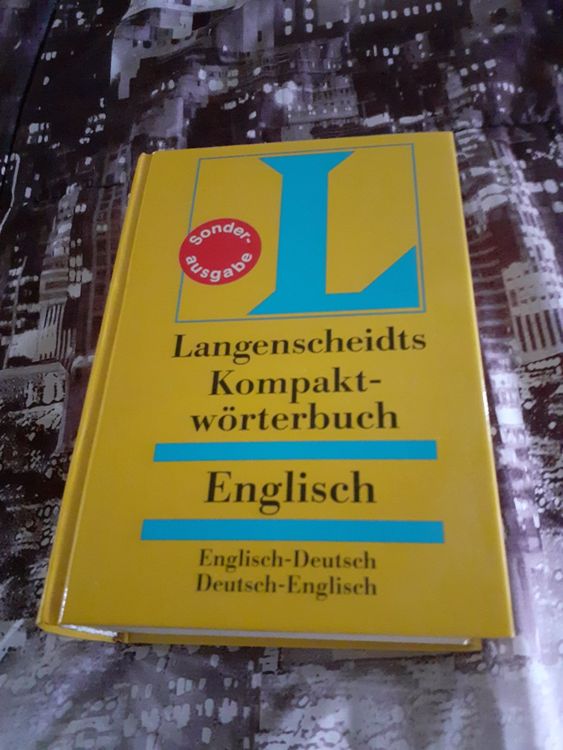 L
Sonder-
ausgabe
Langenscheidts
Kompakt-
wörterbuch
Englisch
Englisch-Deutsch
Deutsch-Englisch